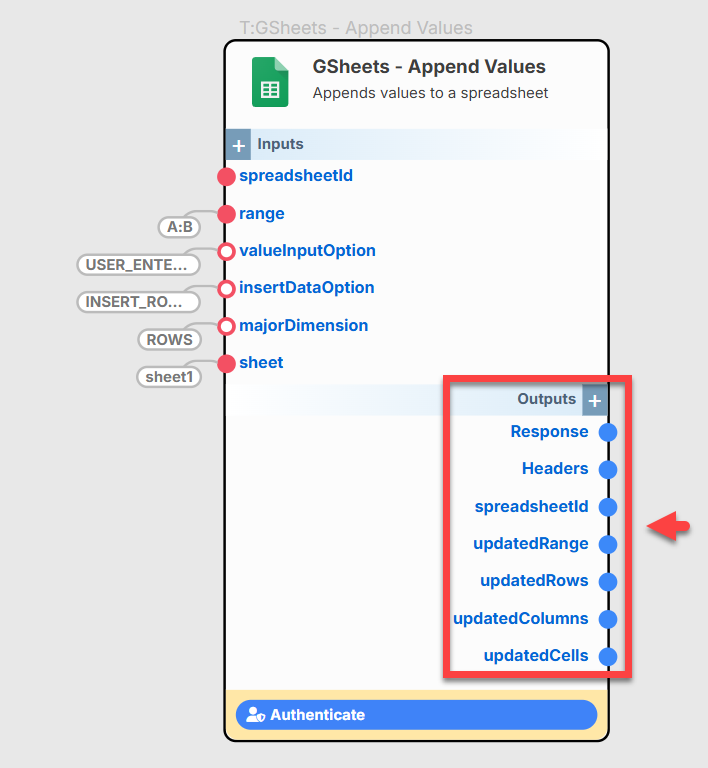 T:GSheets - Append Values
GSheets - Append Values
Appends values to a spreadsheet
+ Inputs
spreadsheetId
range
A:B
valueInputOption
USER_ENTE...
insertDataOption
INSERT_RO...
majorDimension
ROWS
sheet
sheet1
Outputs +
Response
Headers
spreadsheetId
updatedRange
updatedRows
updatedColumns
updatedCells
Authenticate